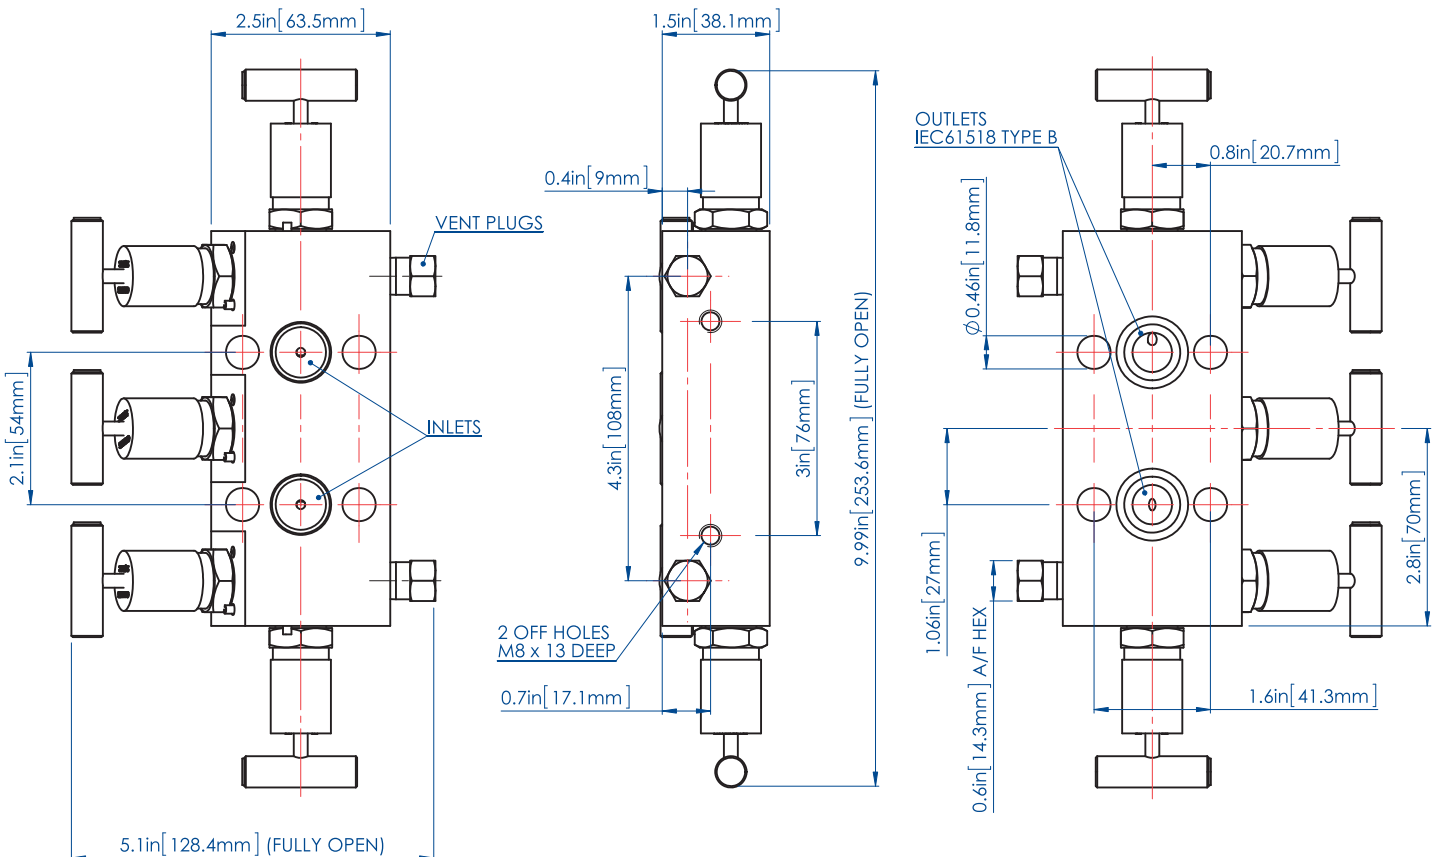 2.5in[63.5mm]
VENT PLUGS
2.1in[54mm]
INLETS
5.1in[128.4mm] (FULLY OPEN)
1.5in[38.1mm]
0.4in[9mm]
4.3in[108mm]
3in[76mm]
9.99in[253.6mm] (FULLY OPEN)
2 OFF HOLES
M8 x 13 DEEP
0.7in[17.1mm]
OUTLETS
IEC61518 TYPE B
0.8in[20.7mm]
Ø0.46in[11.8mm]
1.06in[27mm]
2.8in[70mm]
0.6in[14.3mm] A/F HEX
1.6in[41.3mm]